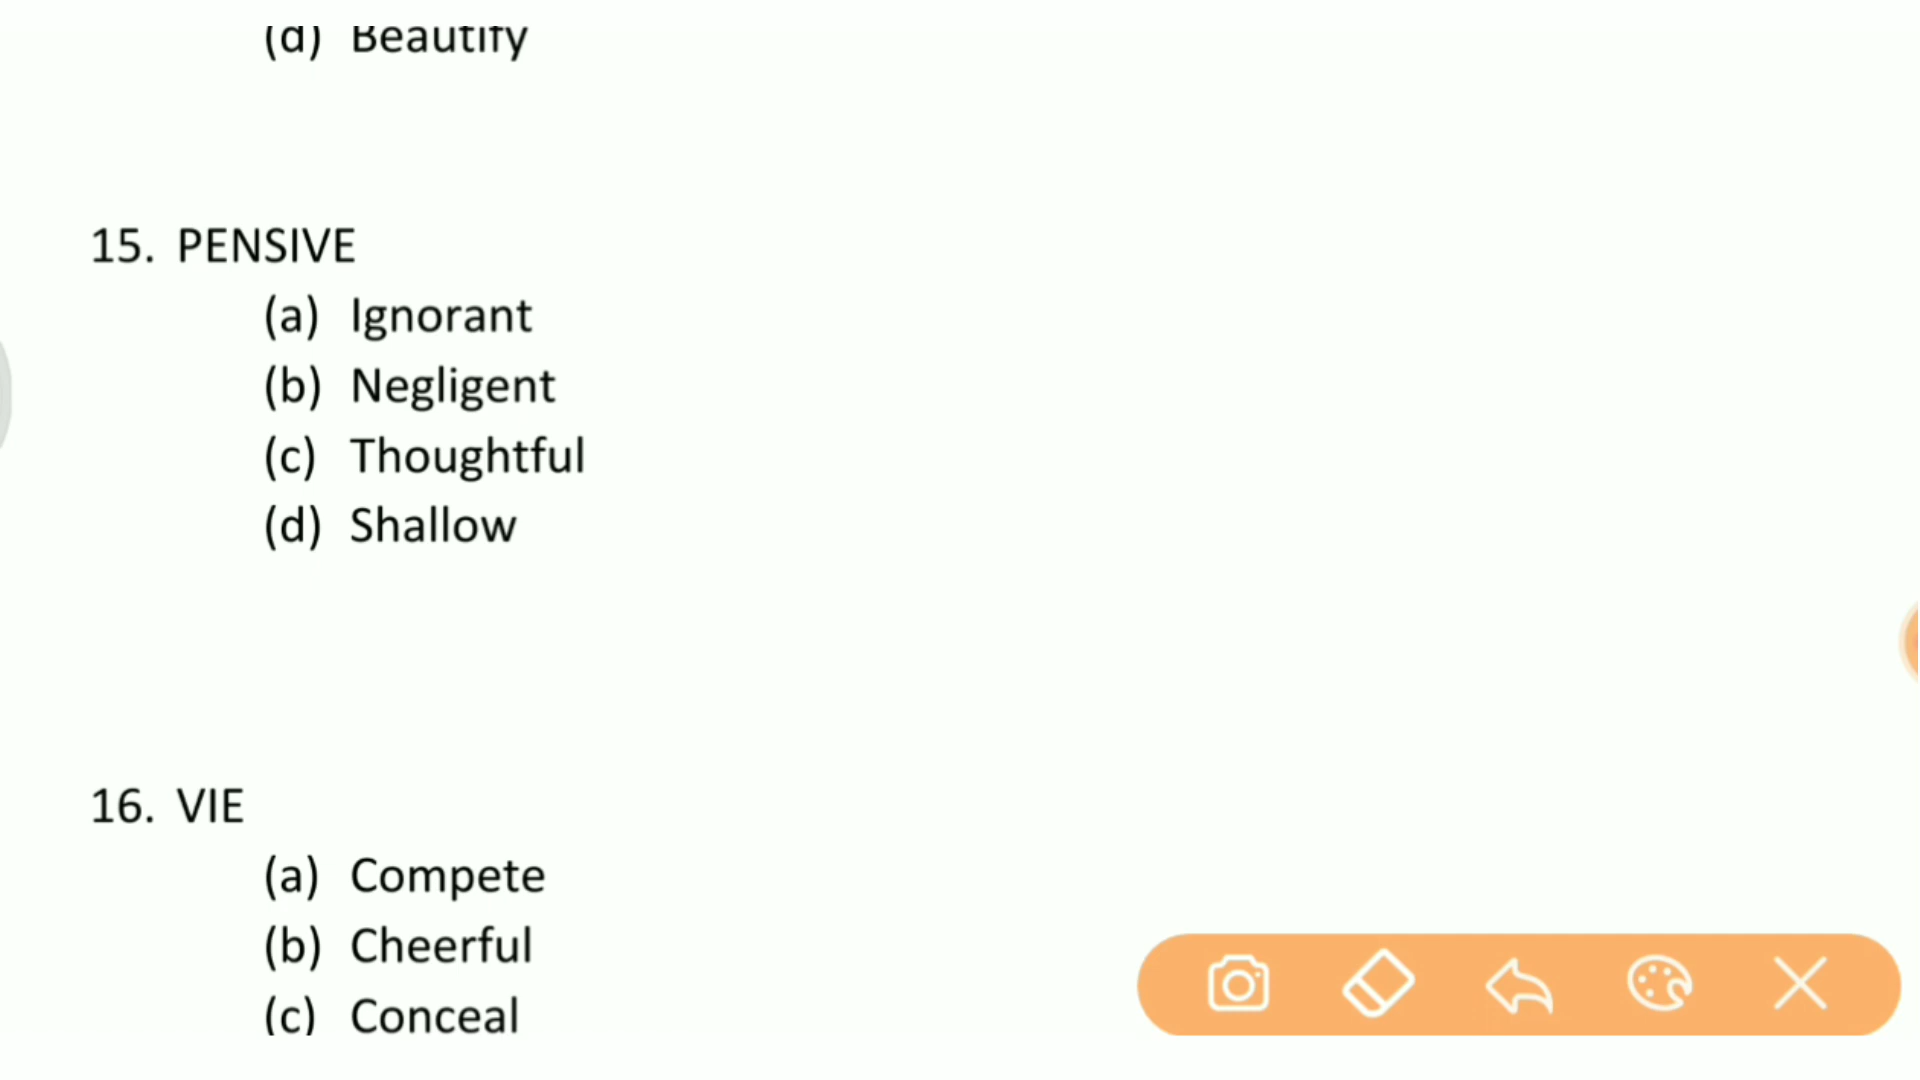 (d) Beautify
15. PENSIVE
(a) Ignorant
(b) Negligent
(c) Thoughtful
(d) Shallow
16. VIE
(a) Compete
(b) Cheerful
(c) Conceal